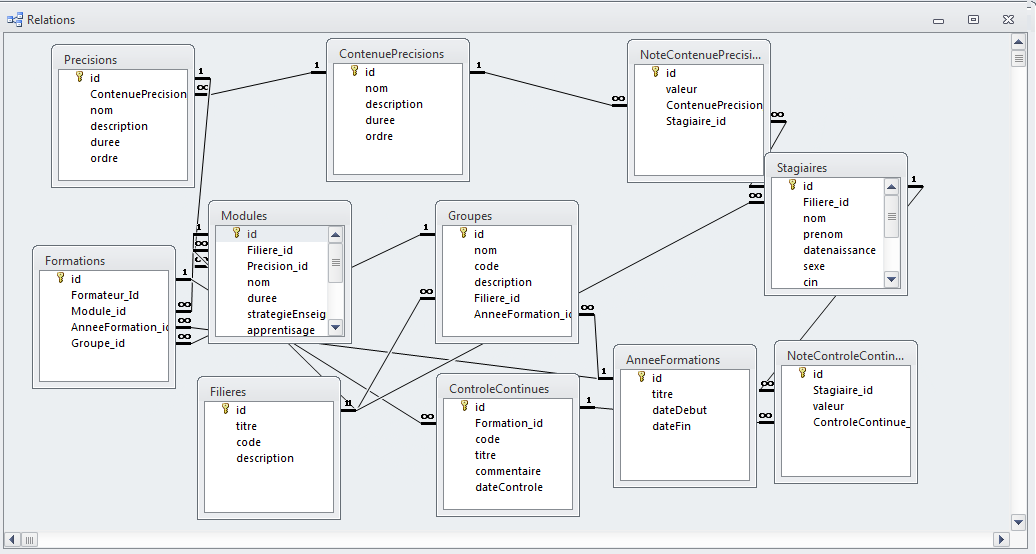 Relations
Precisions
id
ContenuePrecision
nom
description
duree
ordre
ContenuePrecisions
id
nom
description
duree
ordre
NoteContenuePrecisi...
id
valeur
ContenuePrecision
Stagiaire_id
Stagiaires
id
Filiere_id
nom
prenom
datenaissance
sexe
cin
Modules
id
Filiere_id
Precision_id
nom
duree
strategieEnseig
apprentisage
Groupes
id
nom
code
description
Filiere_id
AnneeFormation_ic
Formations
id
Formateur_Id
Module_id
AnneeFormation_ic
Groupe_id
Filieres
id
titre
code
description
ControleContinues
id
Formation_id
code
titre
commentaire
dateControle
AnneeFormations
id
titre
dateDebut
dateFin
NoteControleContin...
id
Stagiaire_id
valeur
ControleContinue_
1
∞
1
1
∞
∞
1
∞
1
∞
∞
1
∞
∞
∞
1
∞
∞
1
1
∞
1
1
∞
∞